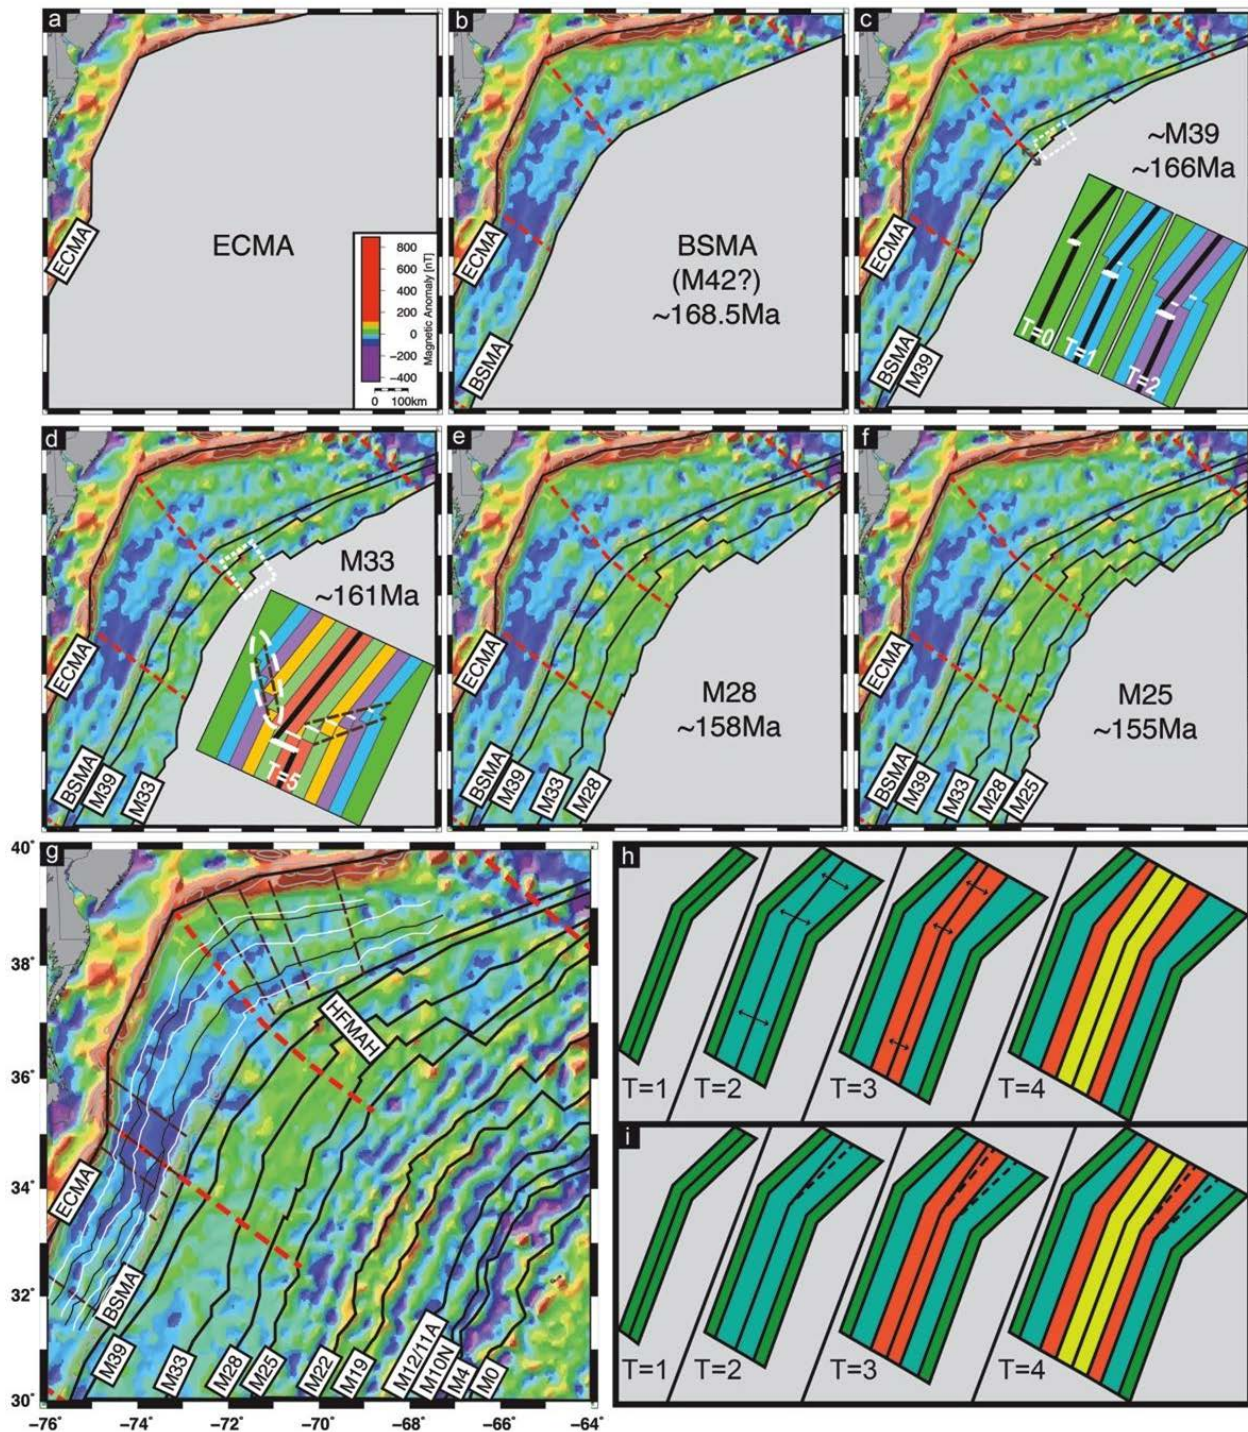 a
ECMA
ECMA
800
600
400
200
0
−200
−400
Magnetic Anomaly [nT]
0 100km
b
ECMA
BSMA
(M42?)
~168.5Ma
BSMA
c
~M39
~166Ma
ECMA
BSMA
M39
T=0
T=1
T=2
d
M33
~161Ma
ECMA
BSMA
M39
M33
T=5
e
ECMA
M28
~158Ma
BSMA
M39
M33
M28
f
ECMA
M25
~155Ma
BSMA
M39
M33
M28
M25
g
40°
38°
36°
34°
32°
30°
HFMAH
ECMA
BSMA
M39
M33
M28
M25
M22
M19
M12/11A
M10N
M4
M0
−76° −74° −72° −70° −68° −66° −64°
h
T=1 T=2 T=3 T=4
i
T=1 T=2 T=3 T=4